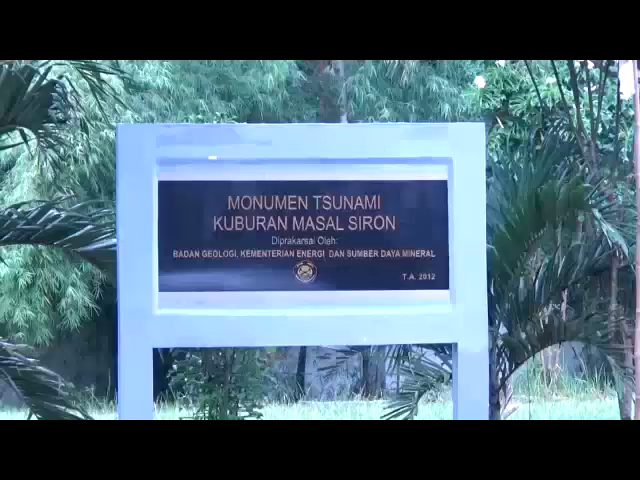 MONUMEN TSUNAMI
KUBURAN MASAL SIRON
Diprakarsai Oleh:
BADAN GEOLOGI, KEMENTERIAN ENERGI DAN SUMBER DAYA MINERAL
T.A. 2012